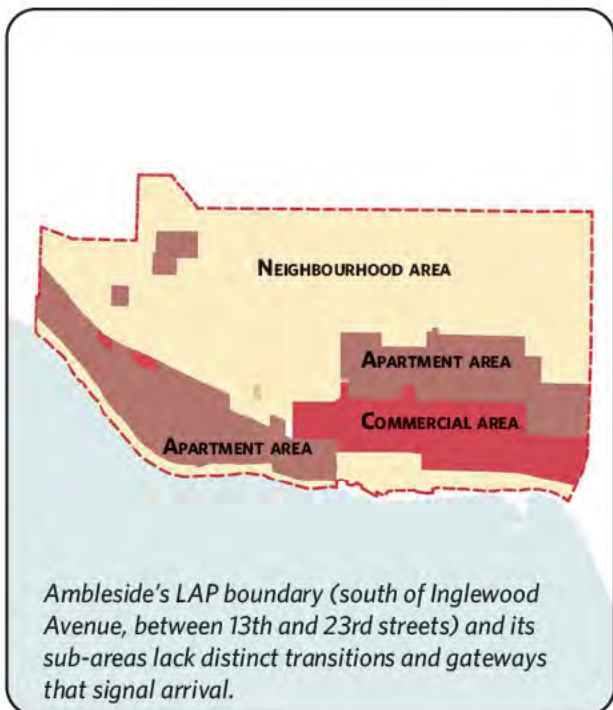 NEIGHBOURHOOD AREA
APARTMENT AREA
COMMERCIAL AREA
APARTMENT AREA
Ambleside's LAP boundary (south of Inglewood
Avenue, between 13th and 23rd streets) and its
sub-areas lack distinct transitions and gateways
that signal arrival.